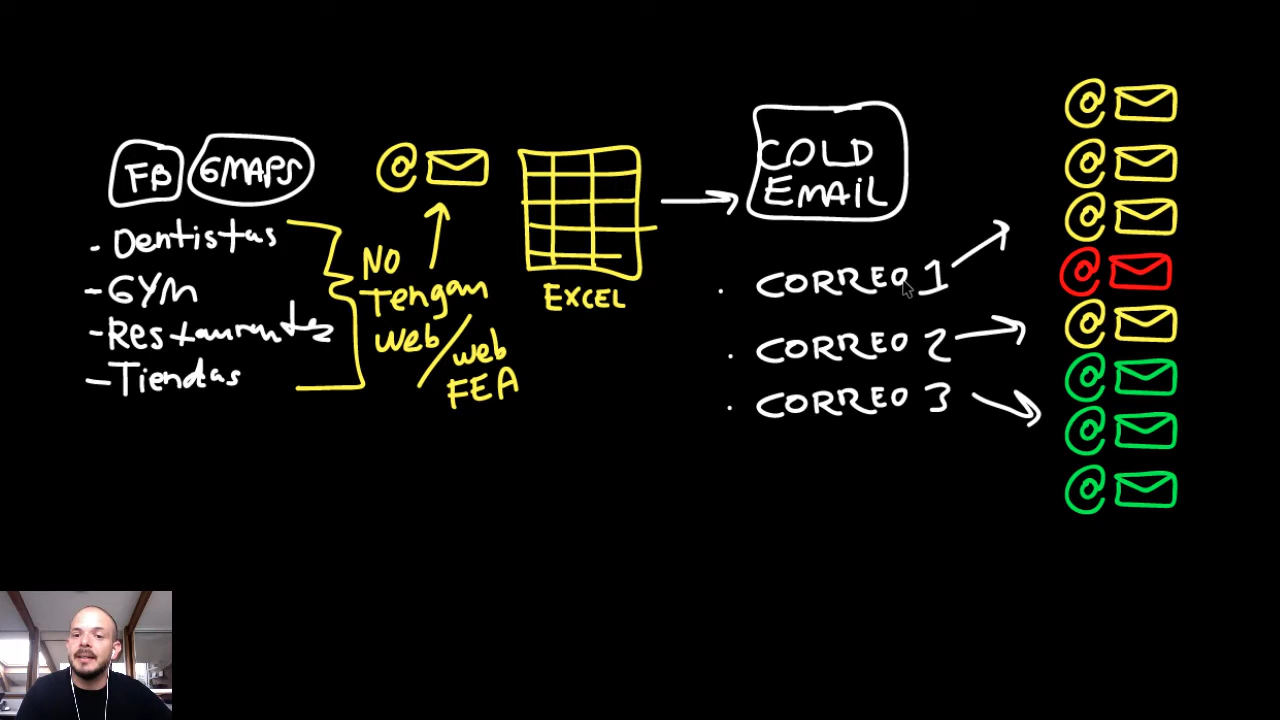 FB GMAPS
- Dentistas
- GYM
- Restaurantes
- Tiendas
@
NO
Tengan
web/web
FEA
EXCEL
COLD
EMAIL
· CORREO 1
· CORREO 2
· CORREO 3
@
@
@
@
@
@
@
@